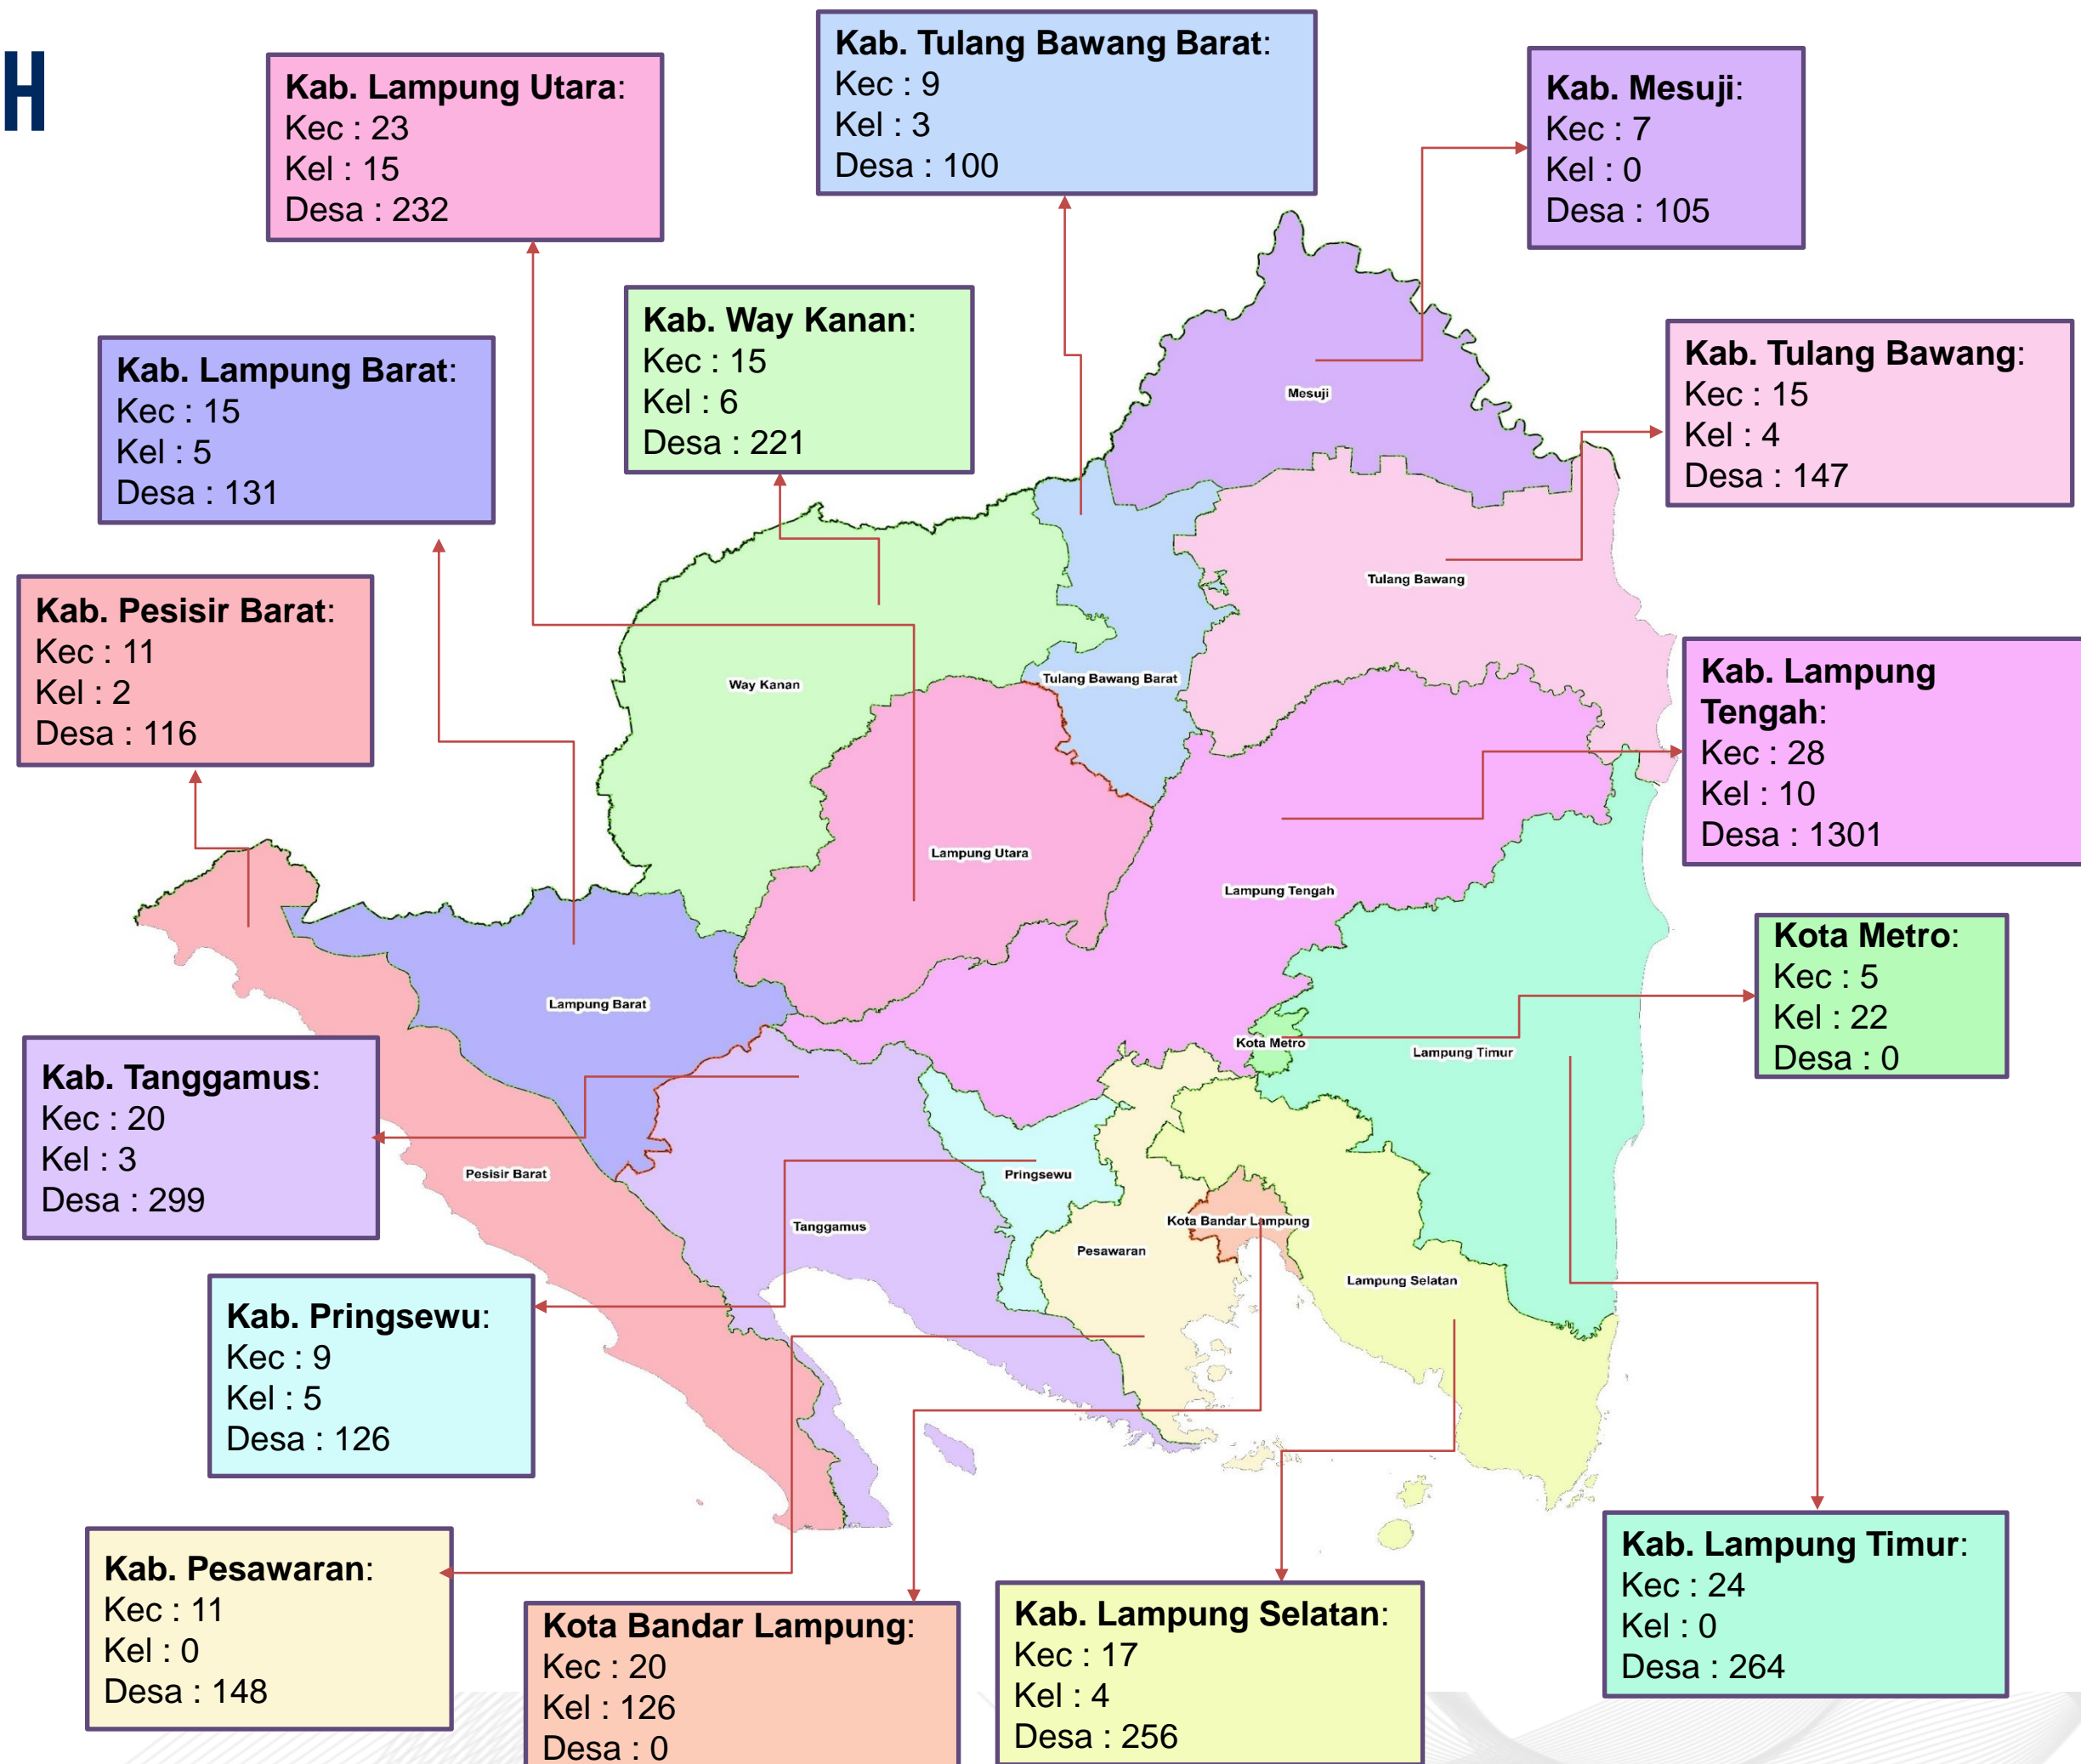 H
Kab. Lampung Utara:
Kec : 23
Kel : 15
Desa : 232
Kab. Tulang Bawang Barat:
Kec : 9
Kel : 3
Desa : 100
Kab. Mesuji:
Kec : 7
Kel : 0
Desa : 105
Kab. Way Kanan:
Kec : 15
Kel : 6
Desa : 221
Kab. Lampung Barat:
Kec : 15
Kel : 5
Desa : 131
Kab. Tulang Bawang:
Kec : 15
Kel : 4
Desa : 147
Kab. Pesisir Barat:
Kec : 11
Kel : 2
Desa : 116
Kab. Lampung
Tengah:
Kec : 28
Kel : 10
Desa : 1301
Kota Metro:
Kec : 5
Kel : 22
Desa : 0
Kab. Tanggamus:
Kec : 20
Kel : 3
Desa : 299
Kab. Pringsewu:
Kec : 9
Kel : 5
Desa : 126
Kab. Pesawaran:
Kec : 11
Kel : 0
Desa : 148
Kota Bandar Lampung:
Kec : 20
Kel : 126
Desa : 0
Kab. Lampung Selatan:
Kec : 17
Kel : 4
Desa : 256
Kab. Lampung Timur:
Kec : 24
Kel : 0
Desa : 264
Mesuji
Tulang Bawang
Tulang Bawang Barat
Way Kanan
Lampung Utara
Lampung Tengah
Lampung Barat
Kota Metro
Lampung Timur
Pesisir Barat
Pringsewu
Tanggamus
Kota Bandar Lampung
Pesawaran
Lampung Selatan